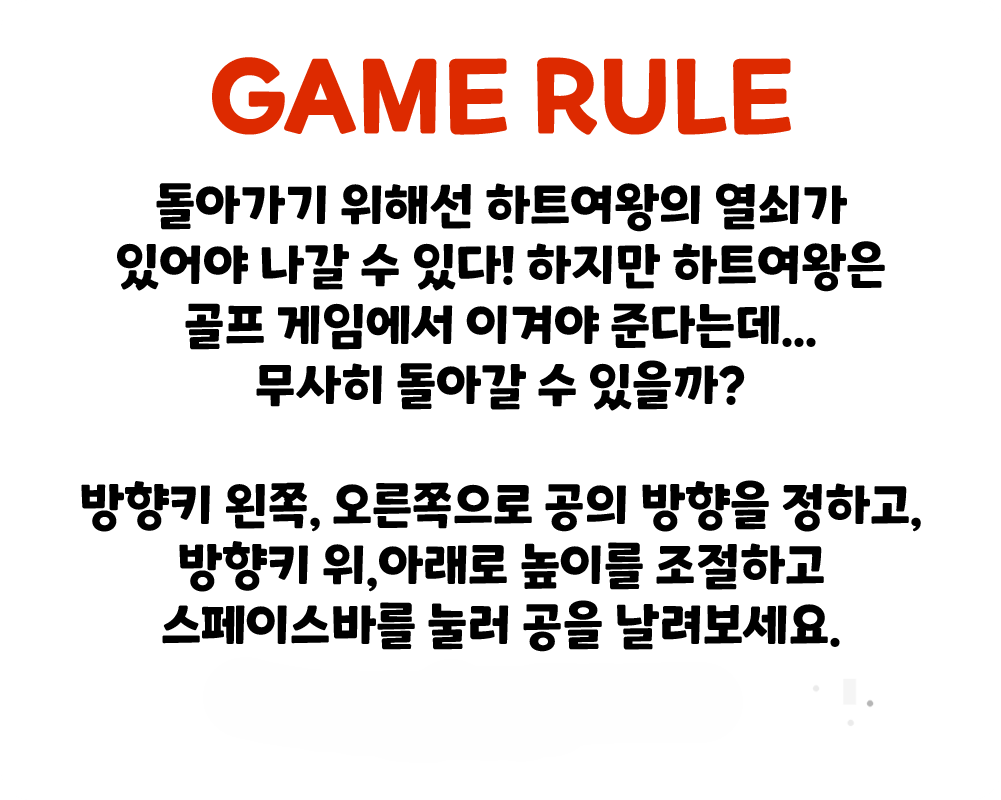 GAME RULE
돌아가기 위해선 하트여왕의 열쇠가
있어야 나갈 수 있다! 하지만 하트여왕은
골프 게임에서 이겨야 준다는데...
무사히 돌아갈 수 있을까?
방향키 왼쪽, 오른쪽으로 공의 방향을 정하고,
방향키 위,아래로 높이를 조절하고
스페이스바를 눌러 공을 날려보세요.